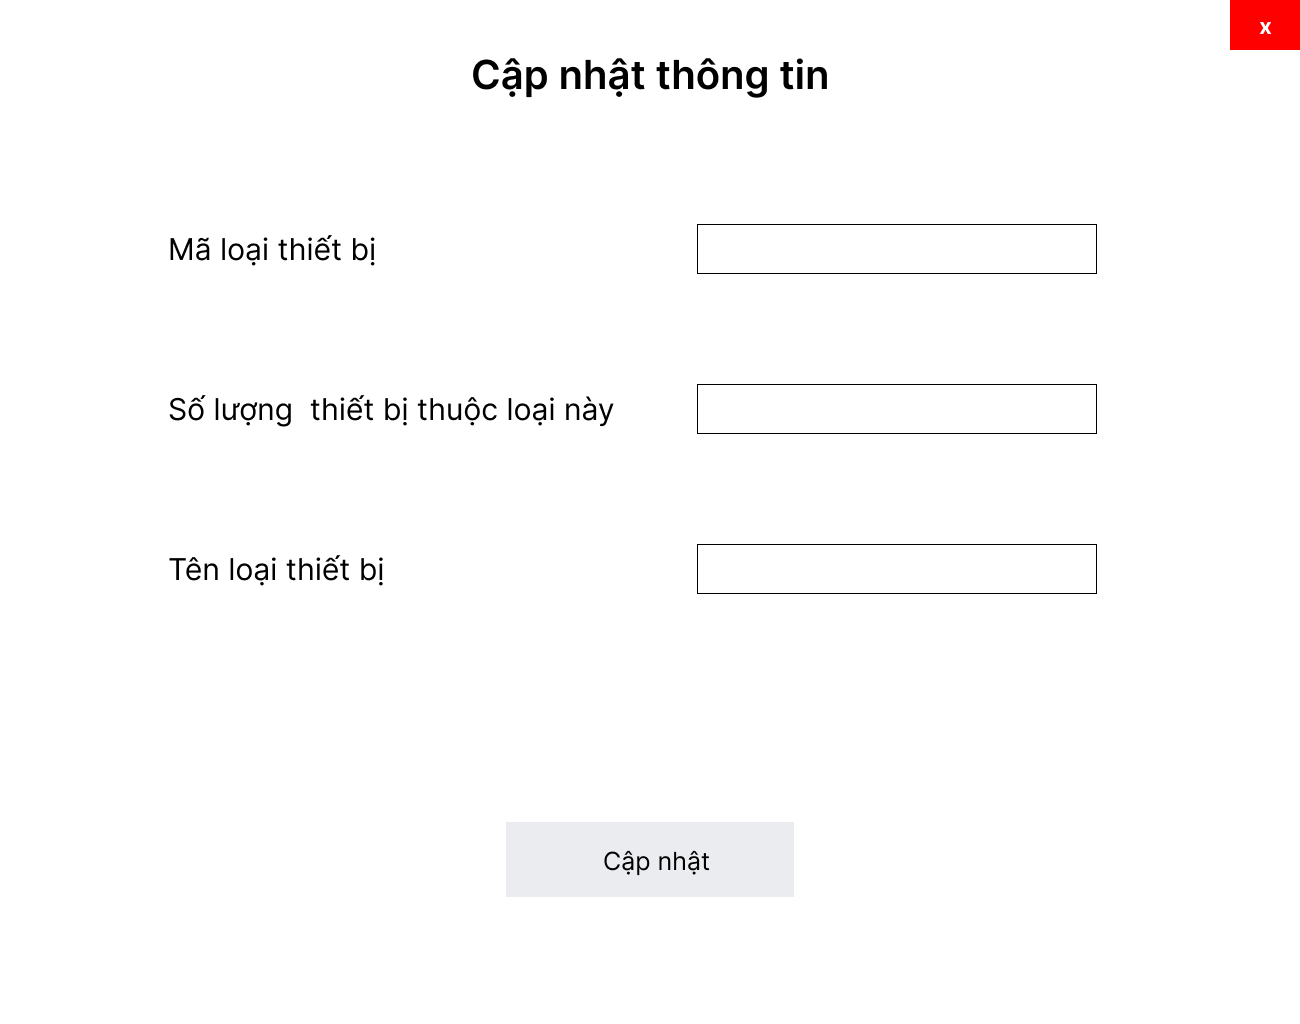 x
Cập nhật thông tin
Mã loại thiết bị
Số lượng  thiết bị thuộc loại này
Tên loại thiết bị
Cập nhật